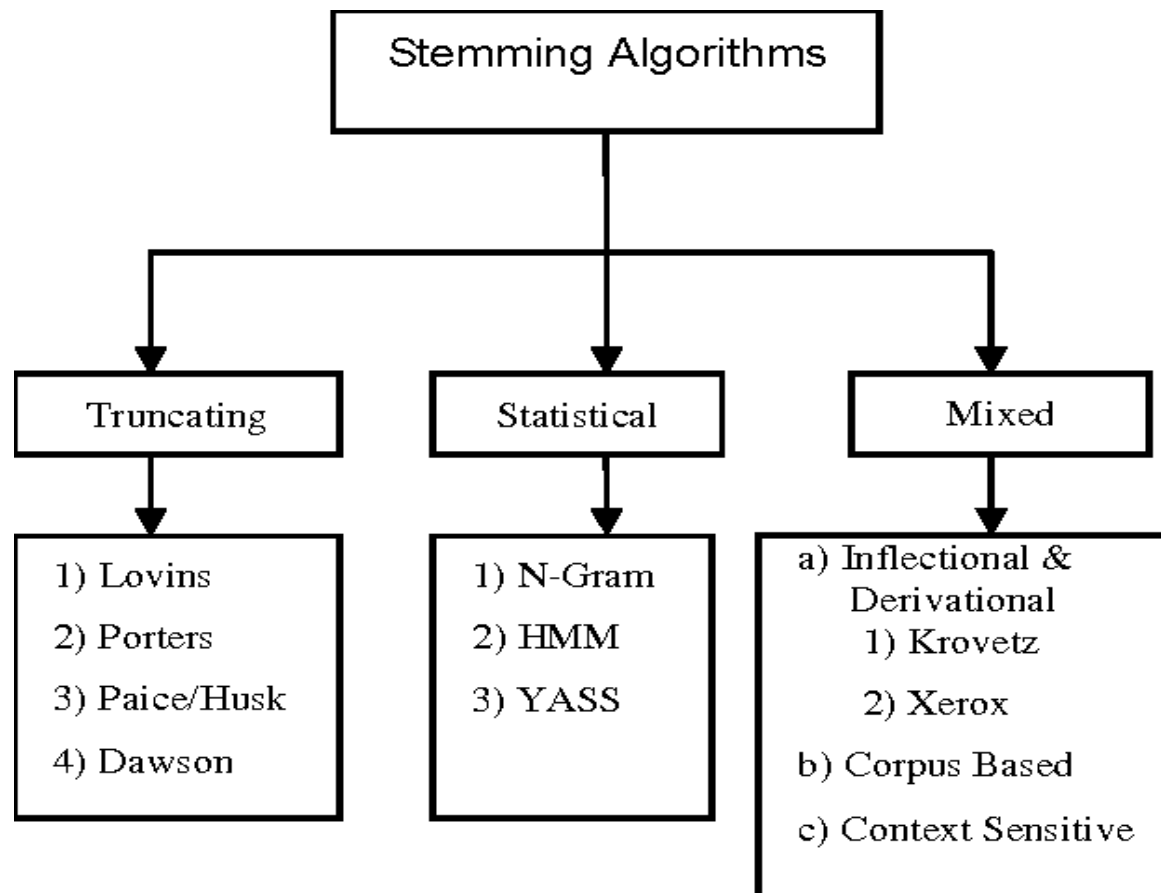 Stemming Algorithms
Truncating
Statistical
Mixed
1) Lovins
2) Porters
3) Paice/Husk
4) Dawson
1) N-Gram
2) HMM
3) YASS
a) Inflectional &
Derivational
1) Krovetz
2) Xerox
b) Corpus Based
c) Context Sensitive